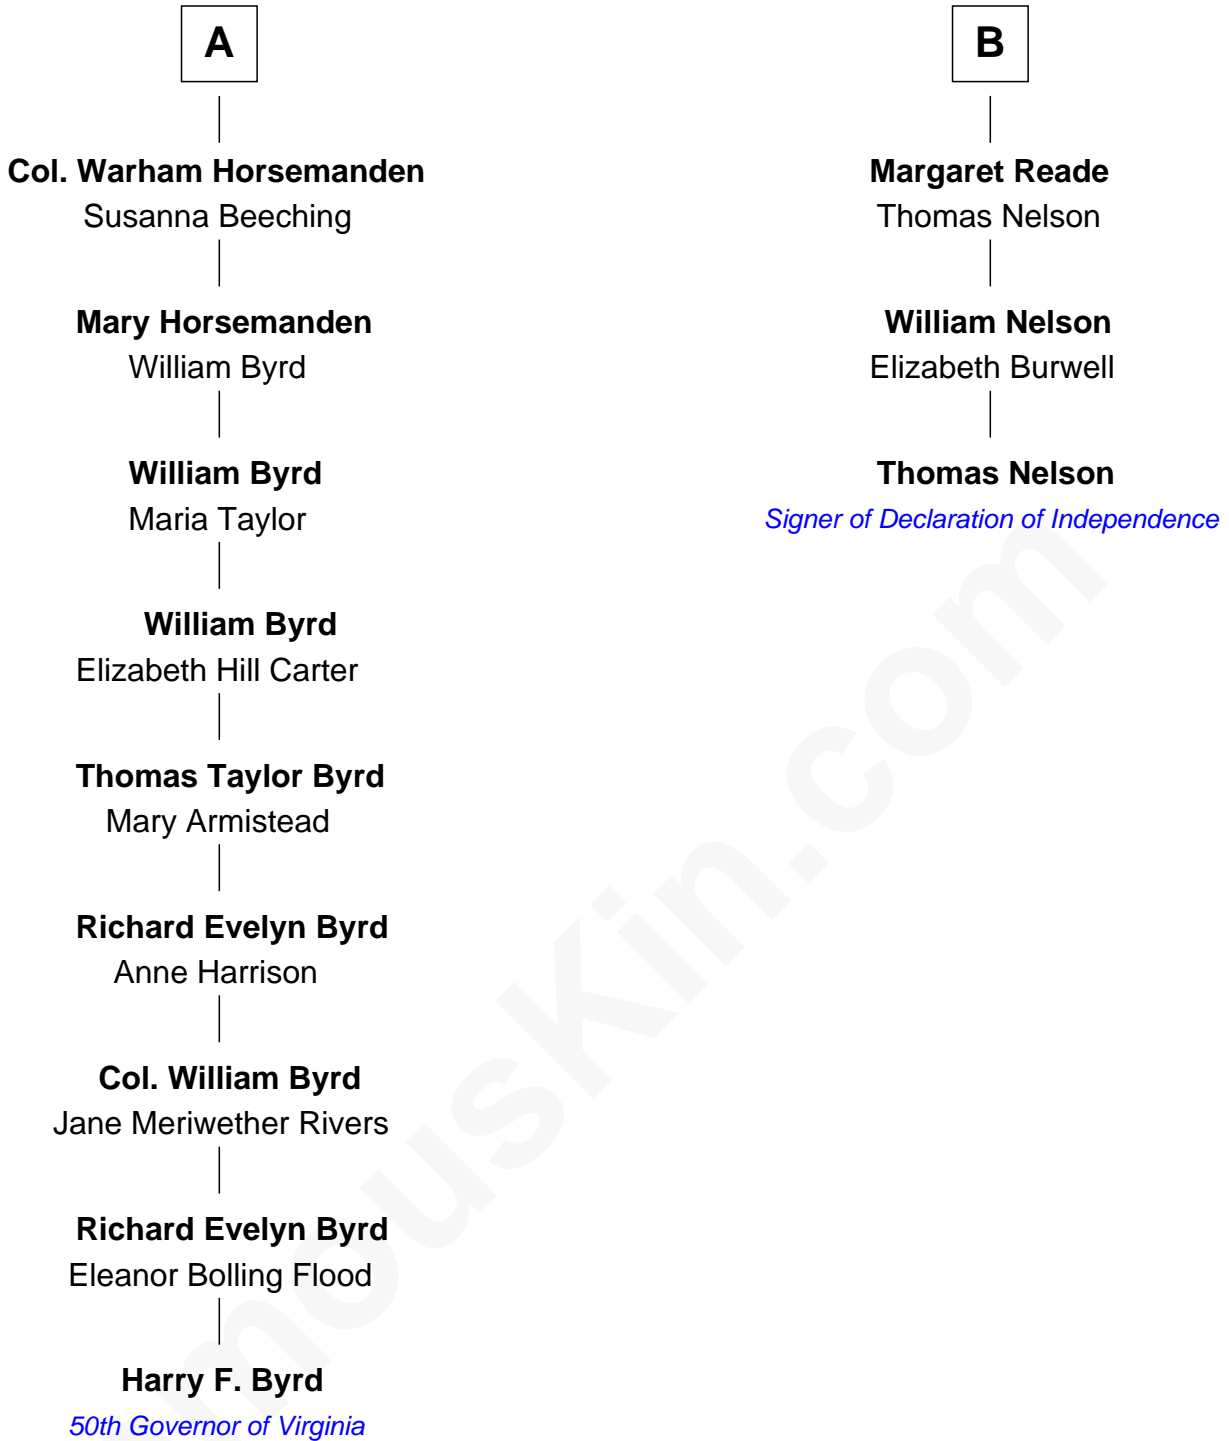 A
Col. Warham Horsemanden
Susanna Beeching
Mary Horsemanden
William Byrd
William Byrd
Maria Taylor
William Byrd
Elizabeth Hill Carter
Thomas Taylor Byrd
Mary Armistead
Richard Evelyn Byrd
Anne Harrison
Col. William Byrd
Jane Meriwether Rivers
Richard Evelyn Byrd
Eleanor Bolling Flood
Harry F. Byrd
50th Governor of Virginia
B
Margaret Reade
Thomas Nelson
William Nelson
Elizabeth Burwell
Thomas Nelson
Signer of Declaration of Independence
mousKin.com